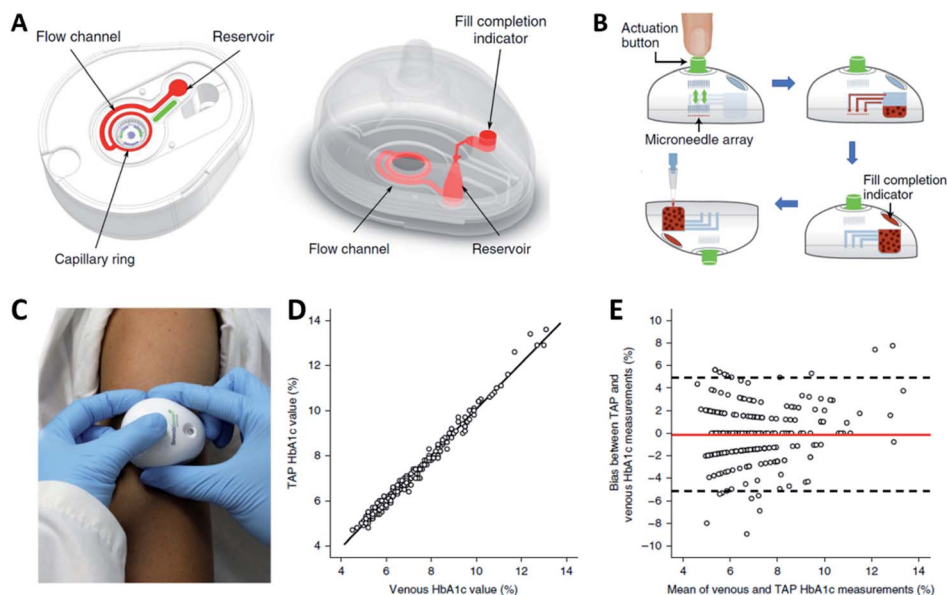 A
Flow channel
Reservoir
Capillary ring
Fill completion
indicator
Flow channel
Reservoir
B
Actuation
button
Microneedle array
Fill completion
indicator
C
D
TAP HbA1c value (%)
14
12
10
8
6
4
4
6
8
10
12
14
Venous HbA1c value (%)
E
Bias between TAP and
venous HbA1c measurements (%)
10
8
6
4
2
0
−2
−4
−6
−8
−10
4
6
8
10
12
14
Mean of venous and TAP HbA1c measurements (%)